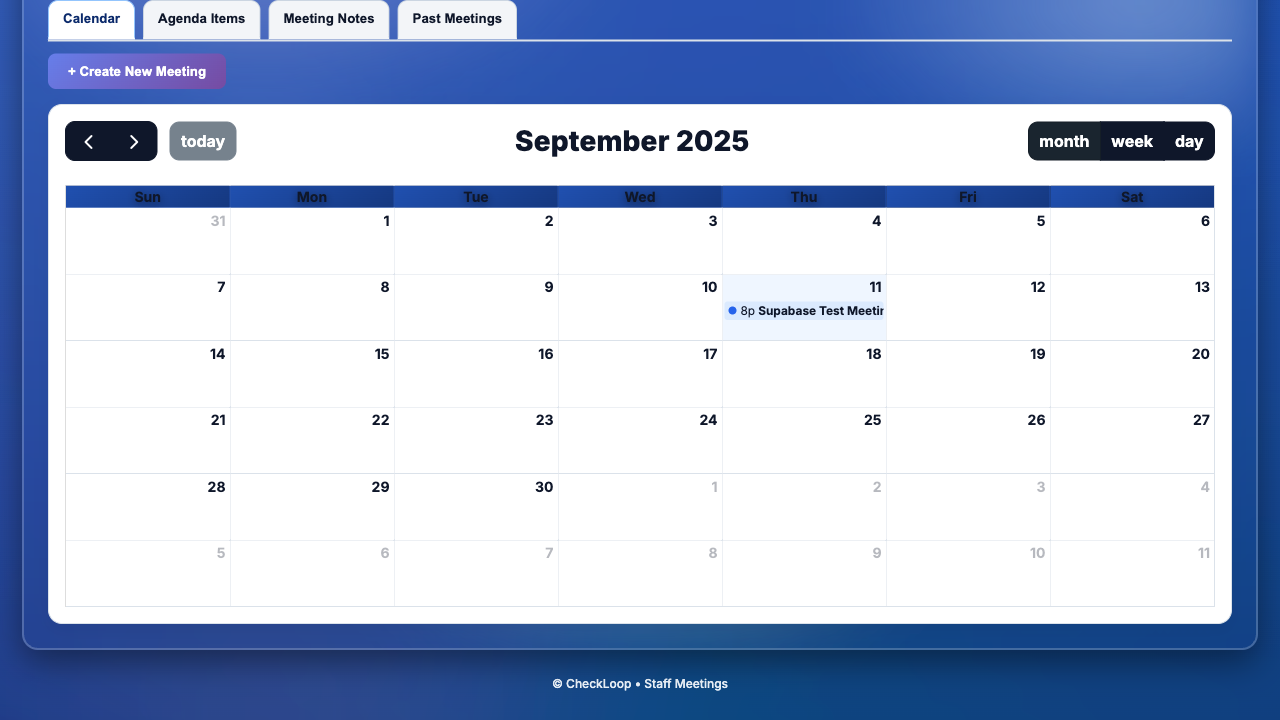 Calendar Agenda Items Meeting Notes Past Meetings
+ Create New Meeting
today September 2025 month week day
Sun Mon Tue Wed Thu Fri Sat
31 1 2 3 4 5 6
7 8 9 10 11 12 13
8p Supabase Test Meetin
14 15 16 17 18 19 20
21 22 23 24 25 26 27
28 29 30 1 2 3 4
5 6 7 8 9 10 11
© CheckLoop • Staff Meetings